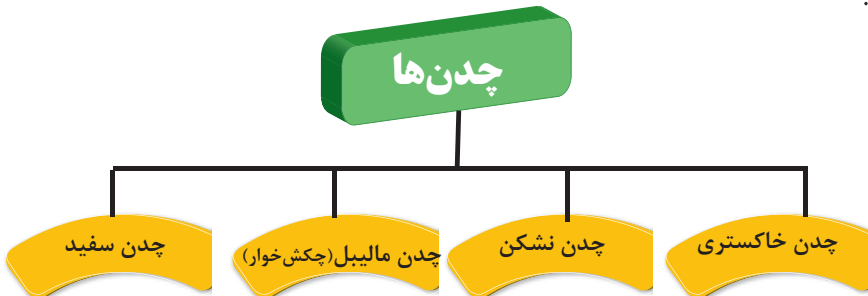 چدن‌ها
چدن خاکستری
چدن نشکن
چدن مالیبل(چکش‌خوار)
چدن سفید